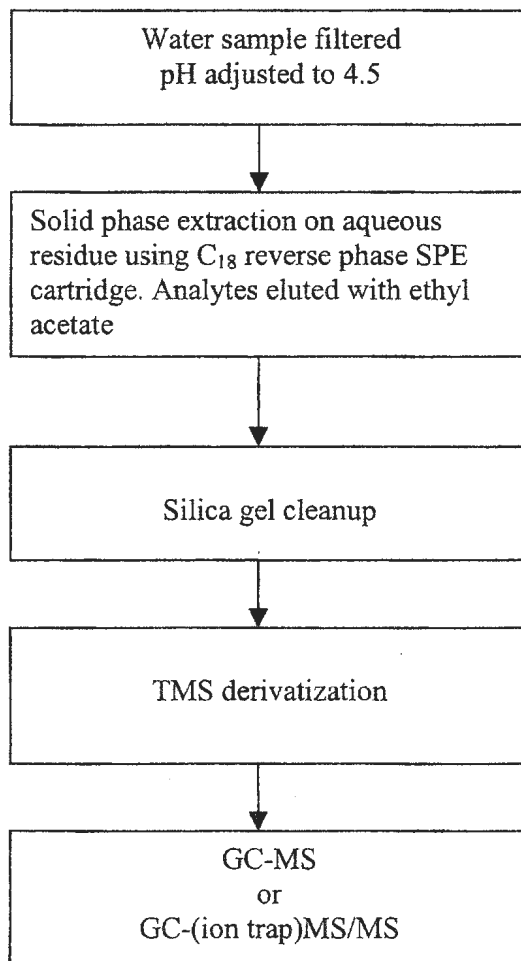 Water sample filtered
pH adjusted to 4.5
Solid phase extraction on aqueous
residue using C₁₈ reverse phase SPE
cartridge. Analytes eluted with ethyl
acetate
Silica gel cleanup
TMS derivatization
GC-MS
or
GC-(ion trap)MS/MS